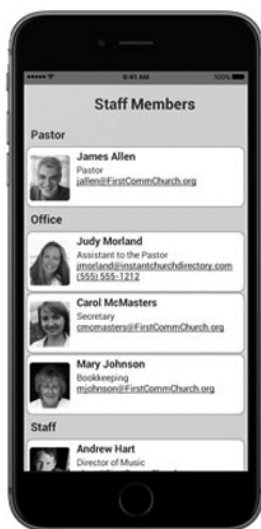 9:41 AM 100%
Staff Members
Pastor
James Allen
Pastor
jallen@FirstCommChurch.org
Office
Judy Morland
Assistant to the Pastor
jmorland@instantchurchdirectory.com
(555) 555-1212
Carol McMasters
Secretary
cmcmasters@FirstCommChurch.org
Mary Johnson
Bookkeeping
mjohnson@FirstCommChurch.org
Staff
Andrew Hart
Director of Music